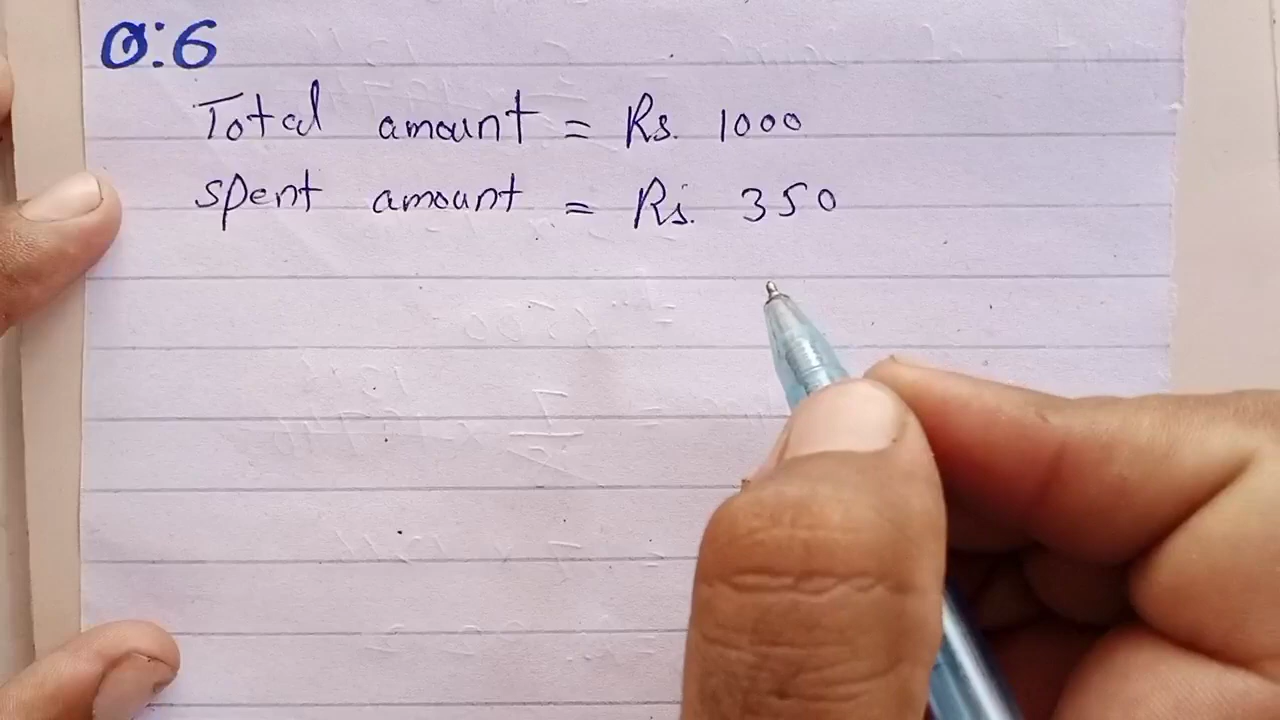 Q:6
Total amount = Rs. 1000
spent amount = Rs. 350